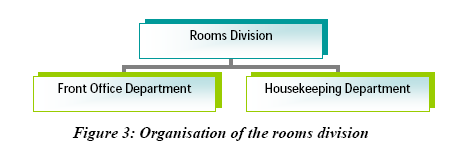 Rooms Division
Front Office Department
Housekeeping Department
Figure 3: Organisation of the rooms division